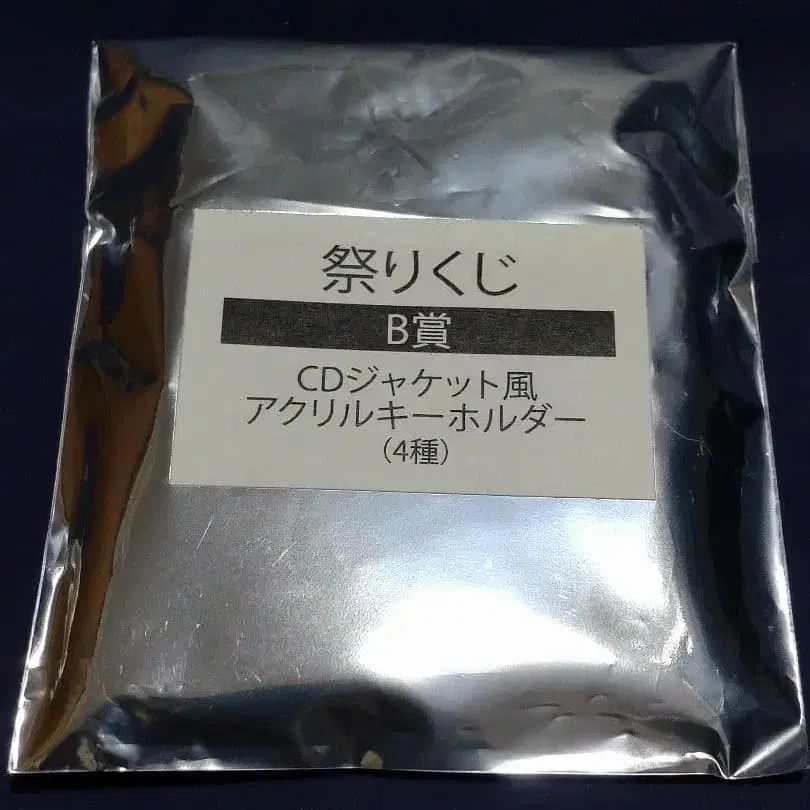 祭りくじ
B賞
CDジャケット風
アクリルキーホルダー
(4種)